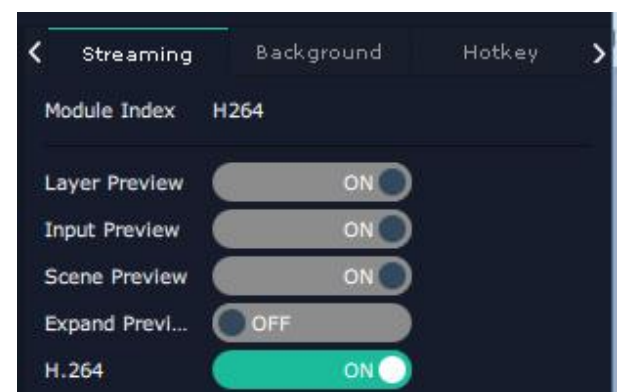 Streaming Background Hotkey
Module Index H264
Layer Preview ON
Input Preview ON
Scene Preview ON
Expand Previ... OFF
H.264 ON